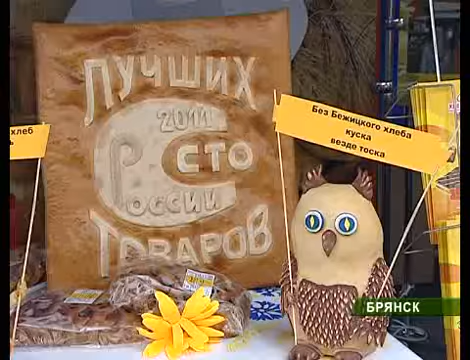 ЛУЧШИХ
2011
СТО
РОССИИ
ТОВАРОВ
Без Бежицкого хлеба
куска
везде тоска
х хлеб
ь
БРЯНСК